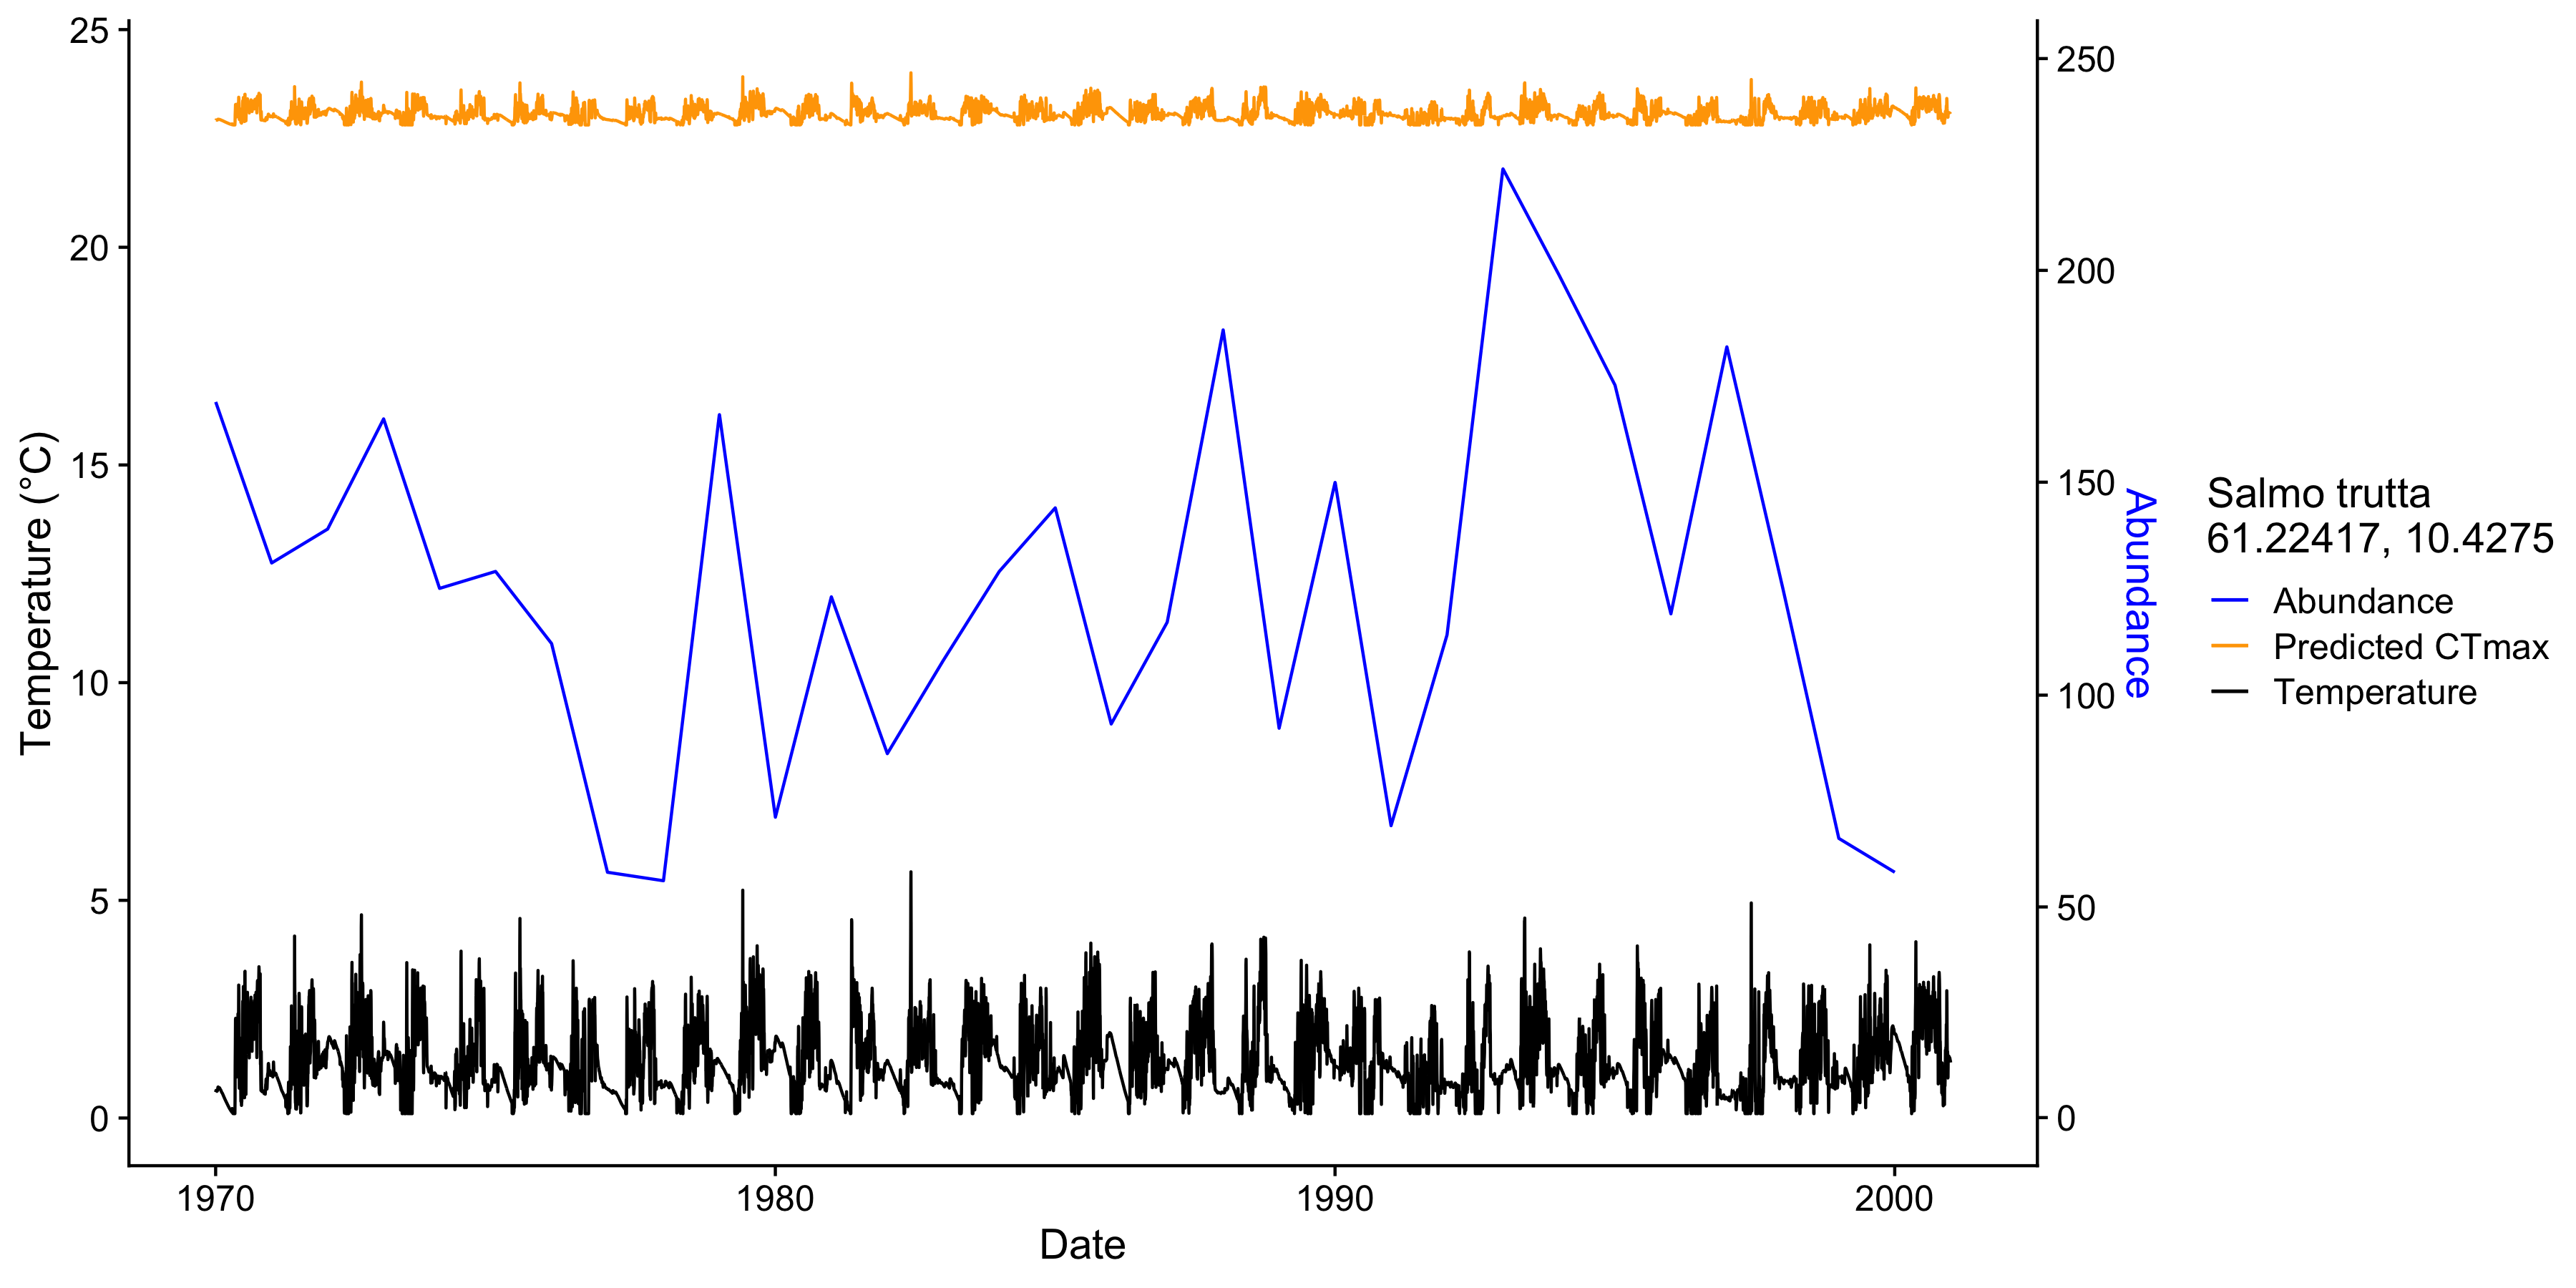 25
20
15
10
5
0
Temperature (°C)
1970
1980
1990
2000
Date
250
200
150
100
50
0
Abundance
Salmo trutta
61.22417, 10.4275
Abundance
Predicted CTmax
Temperature